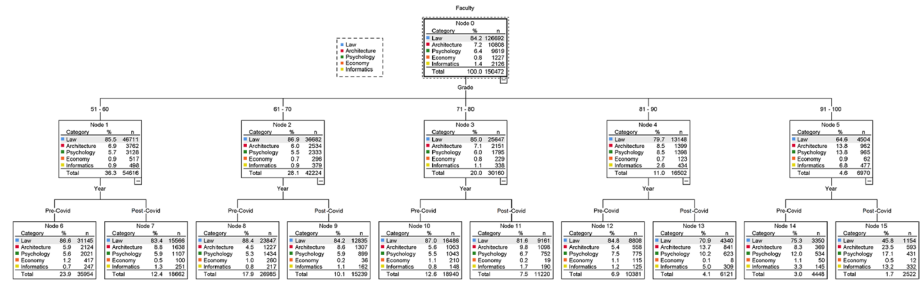 Faculty
Node 0
Category % n
Law 84.2 126692
Architecture 7.2 10808
Psychology 6.4 9619
Economy 0.8 1227
Informatics 1.4 2126
Total 100.0 150472
Law
Architecture
Psychology
Economy
Informatics
Grade
51 - 60
61 - 70
71 - 80
81 - 90
91 - 100
Node 1
Category % n
Law 85.5 46711
Architecture 6.9 3762
Psychology 5.7 3128
Economy 0.9 517
Informatics 0.9 498
Total 36.3 54616
Node 2
Category % n
Law 86.9 36682
Architecture 6.0 2534
Psychology 5.5 2333
Economy 0.7 296
Informatics 0.9 379
Total 28.1 42224
Node 3
Category % n
Law 85.0 25647
Architecture 7.1 2151
Psychology 6.0 1795
Economy 0.8 229
Informatics 1.1 338
Total 20.0 30160
Node 4
Category % n
Law 79.7 13148
Architecture 8.5 1399
Psychology 8.5 1398
Economy 0.7 123
Informatics 2.6 434
Total 11.0 16502
Node 5
Category % n
Law 64.6 4504
Architecture 13.8 962
Psychology 13.8 965
Economy 0.9 62
Informatics 6.8 477
Total 4.6 6970
Year
Year
Year
Year
Year
Pre-Covid
Post-Covid
Pre-Covid
Post-Covid
Pre-Covid
Post-Covid
Pre-Covid
Post-Covid
Pre-Covid
Post-Covid
Node 6
Category % n
Law 86.6 31145
Architecture 5.9 2124
Psychology 5.6 2021
Economy 1.2 417
Informatics 0.7 247
Total 23.9 35954
Node 7
Category % n
Law 83.4 15566
Architecture 8.8 1638
Psychology 5.9 1107
Economy 0.5 100
Informatics 1.3 251
Total 12.4 18662
Node 8
Category % n
Law 88.4 23847
Architecture 4.5 1227
Psychology 5.3 1434
Economy 1.0 260
Informatics 0.8 217
Total 17.9 26985
Node 9
Category % n
Law 84.2 12835
Architecture 8.6 1307
Psychology 5.9 899
Economy 0.2 36
Informatics 1.1 162
Total 10.1 15239
Node 10
Category % n
Law 87.0 16486
Architecture 5.6 1053
Psychology 5.5 1043
Economy 1.1 210
Informatics 0.8 148
Total 12.6 18940
Node 11
Category % n
Law 81.6 9161
Architecture 9.8 1098
Psychology 6.7 752
Economy 0.2 19
Informatics 1.7 190
Total 7.5 11220
Node 12
Category % n
Law 84.8 8808
Architecture 5.4 558
Psychology 7.5 775
Economy 1.1 115
Informatics 1.2 125
Total 6.9 10381
Node 13
Category % n
Law 70.9 4340
Architecture 13.7 841
Psychology 10.2 623
Economy 0.1 8
Informatics 5.0 309
Total 4.1 6121
Node 14
Category % n
Law 75.3 3350
Architecture 8.3 369
Psychology 12.0 534
Economy 1.1 50
Informatics 3.3 145
Total 3.0 4448
Node 15
Category % n
Law 45.8 1154
Architecture 23.5 593
Psychology 17.1 431
Economy 0.5 12
Informatics 13.2 332
Total 1.7 2522